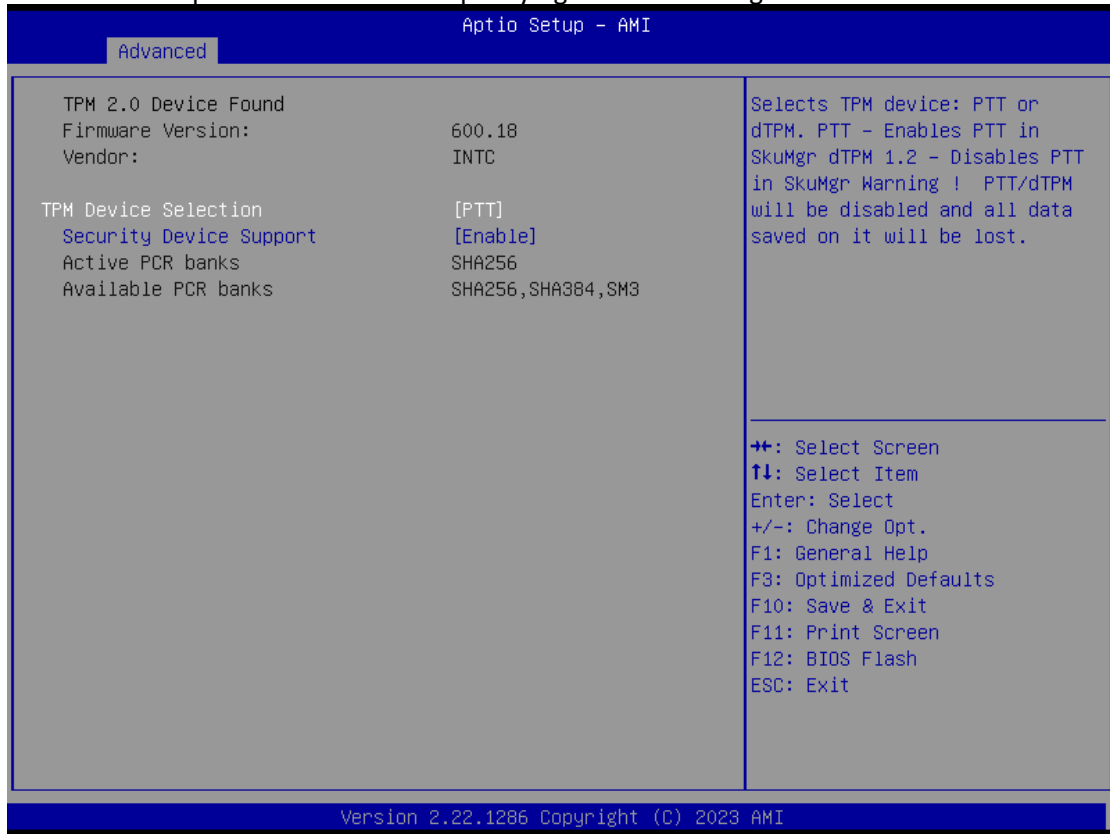 Aptio Setup – AMI
Advanced
TPM 2.0 Device Found
Firmware Version: 600.18
Vendor: INTC
TPM Device Selection [PTT]
Security Device Support [Enable]
Active PCR banks SHA256
Available PCR banks SHA256,SHA384,SM3
Selects TPM device: PTT or
dTPM. PTT – Enables PTT in
SkuMgr dTPM 1.2 – Disables PTT
in SkuMgr Warning ! PTT/dTPM
will be disabled and all data
saved on it will be lost.
→←: Select Screen
↑↓: Select Item
Enter: Select
+/-: Change Opt.
F1: General Help
F3: Optimized Defaults
F10: Save & Exit
F11: Print Screen
F12: BIOS Flash
ESC: Exit
Version 2.22.1286 Copyright (C) 2023 AMI